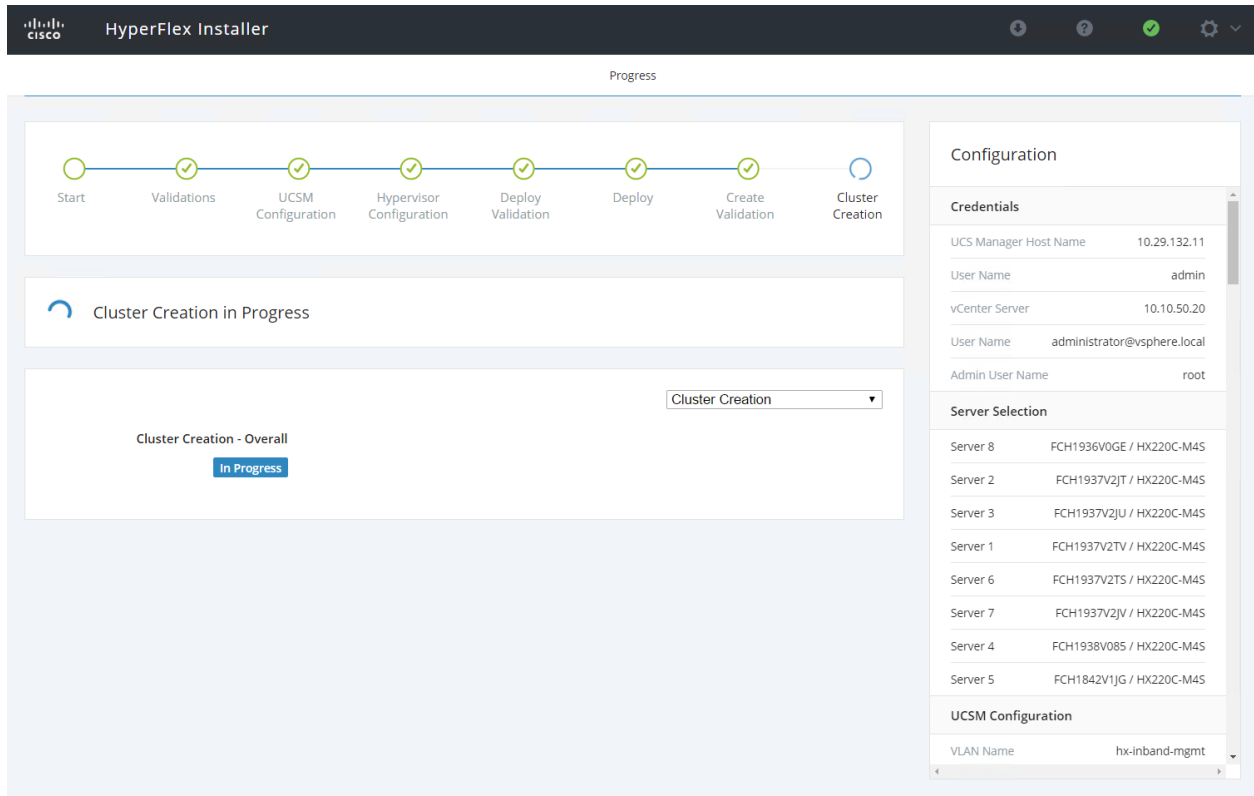 cisco HyperFlex Installer
Progress
Start
Validations
UCSM
Configuration
Hypervisor
Configuration
Deploy
Validation
Deploy
Create
Validation
Cluster
Creation
Cluster Creation in Progress
Cluster Creation
Cluster Creation - Overall
In Progress
Configuration
Credentials
UCS Manager Host Name 10.29.132.11
User Name admin
vCenter Server 10.10.50.20
User Name administrator@vsphere.local
Admin User Name root
Server Selection
Server 8 FCH1936V0GE / HX220C-M4S
Server 2 FCH1937V2JT / HX220C-M4S
Server 3 FCH1937V2JU / HX220C-M4S
Server 1 FCH1937V2TV / HX220C-M4S
Server 6 FCH1937V2TS / HX220C-M4S
Server 7 FCH1937V2JV / HX220C-M4S
Server 4 FCH1938V085 / HX220C-M4S
Server 5 FCH1842V1JG / HX220C-M4S
UCSM Configuration
VLAN Name hx-inband-mgmt